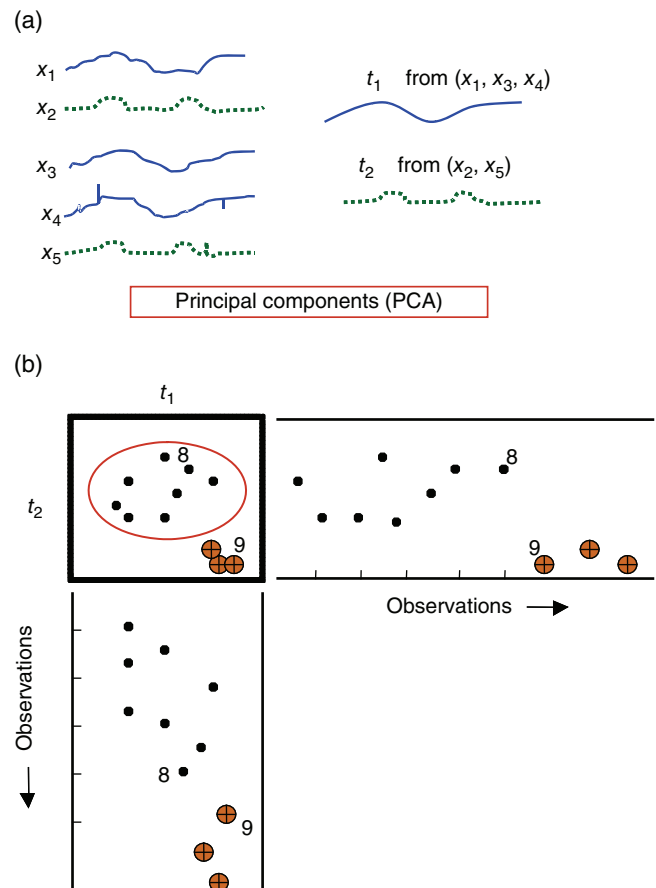 (a)
x1
x2
x3
x4
x5
t1 from (x1, x3, x4)
t2 from (x2, x5)
Principal components (PCA)
(b)
t1
t2
8
9
8
9
Observations
Observations
8
9